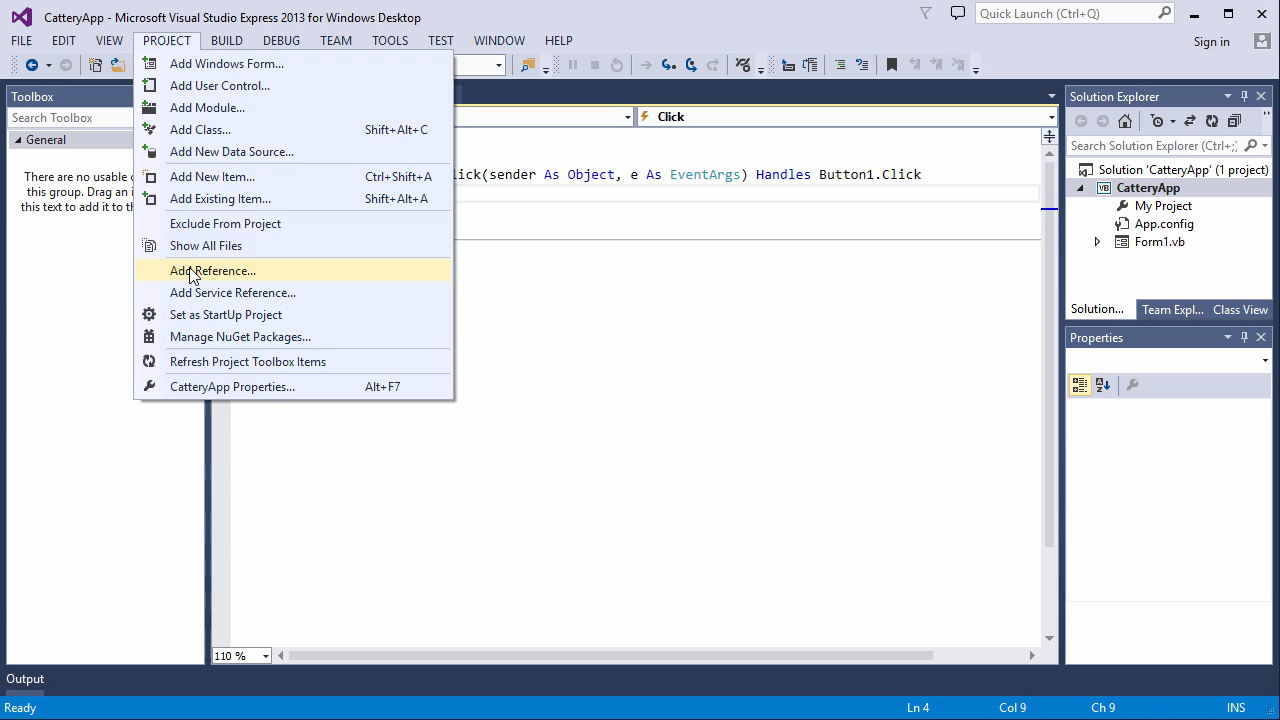 CatteryApp - Microsoft Visual Studio Express 2013 for Windows Desktop
Quick Launch (Ctrl+Q)
FILE EDIT VIEW PROJECT BUILD DEBUG TEAM TOOLS TEST WINDOW HELP
Sign in
Toolbox
Search Toolbox
General
There are no usable c
this group. Drag an i
this text to add it to th
Add Windows Form...
Add User Control...
Add Module...
Add Class... Shift+Alt+C
Add New Data Source...
Add New Item... Ctrl+Shift+A
Add Existing Item... Shift+Alt+A
Exclude From Project
Show All Files
Add Reference...
Add Service Reference...
Set as StartUp Project
Manage NuGet Packages...
Refresh Project Toolbox Items
CatteryApp Properties... Alt+F7
Click
lick(sender As Object, e As EventArgs) Handles Button1.Click
110 %
Solution Explorer
Search Solution Explorer (Ctrl+;
Solution 'CatteryApp' (1 project)
VB CatteryApp
My Project
App.config
Form1.vb
Solution... Team Expl... Class View
Properties
Output
Ready Ln 4 Col 9 Ch 9 INS